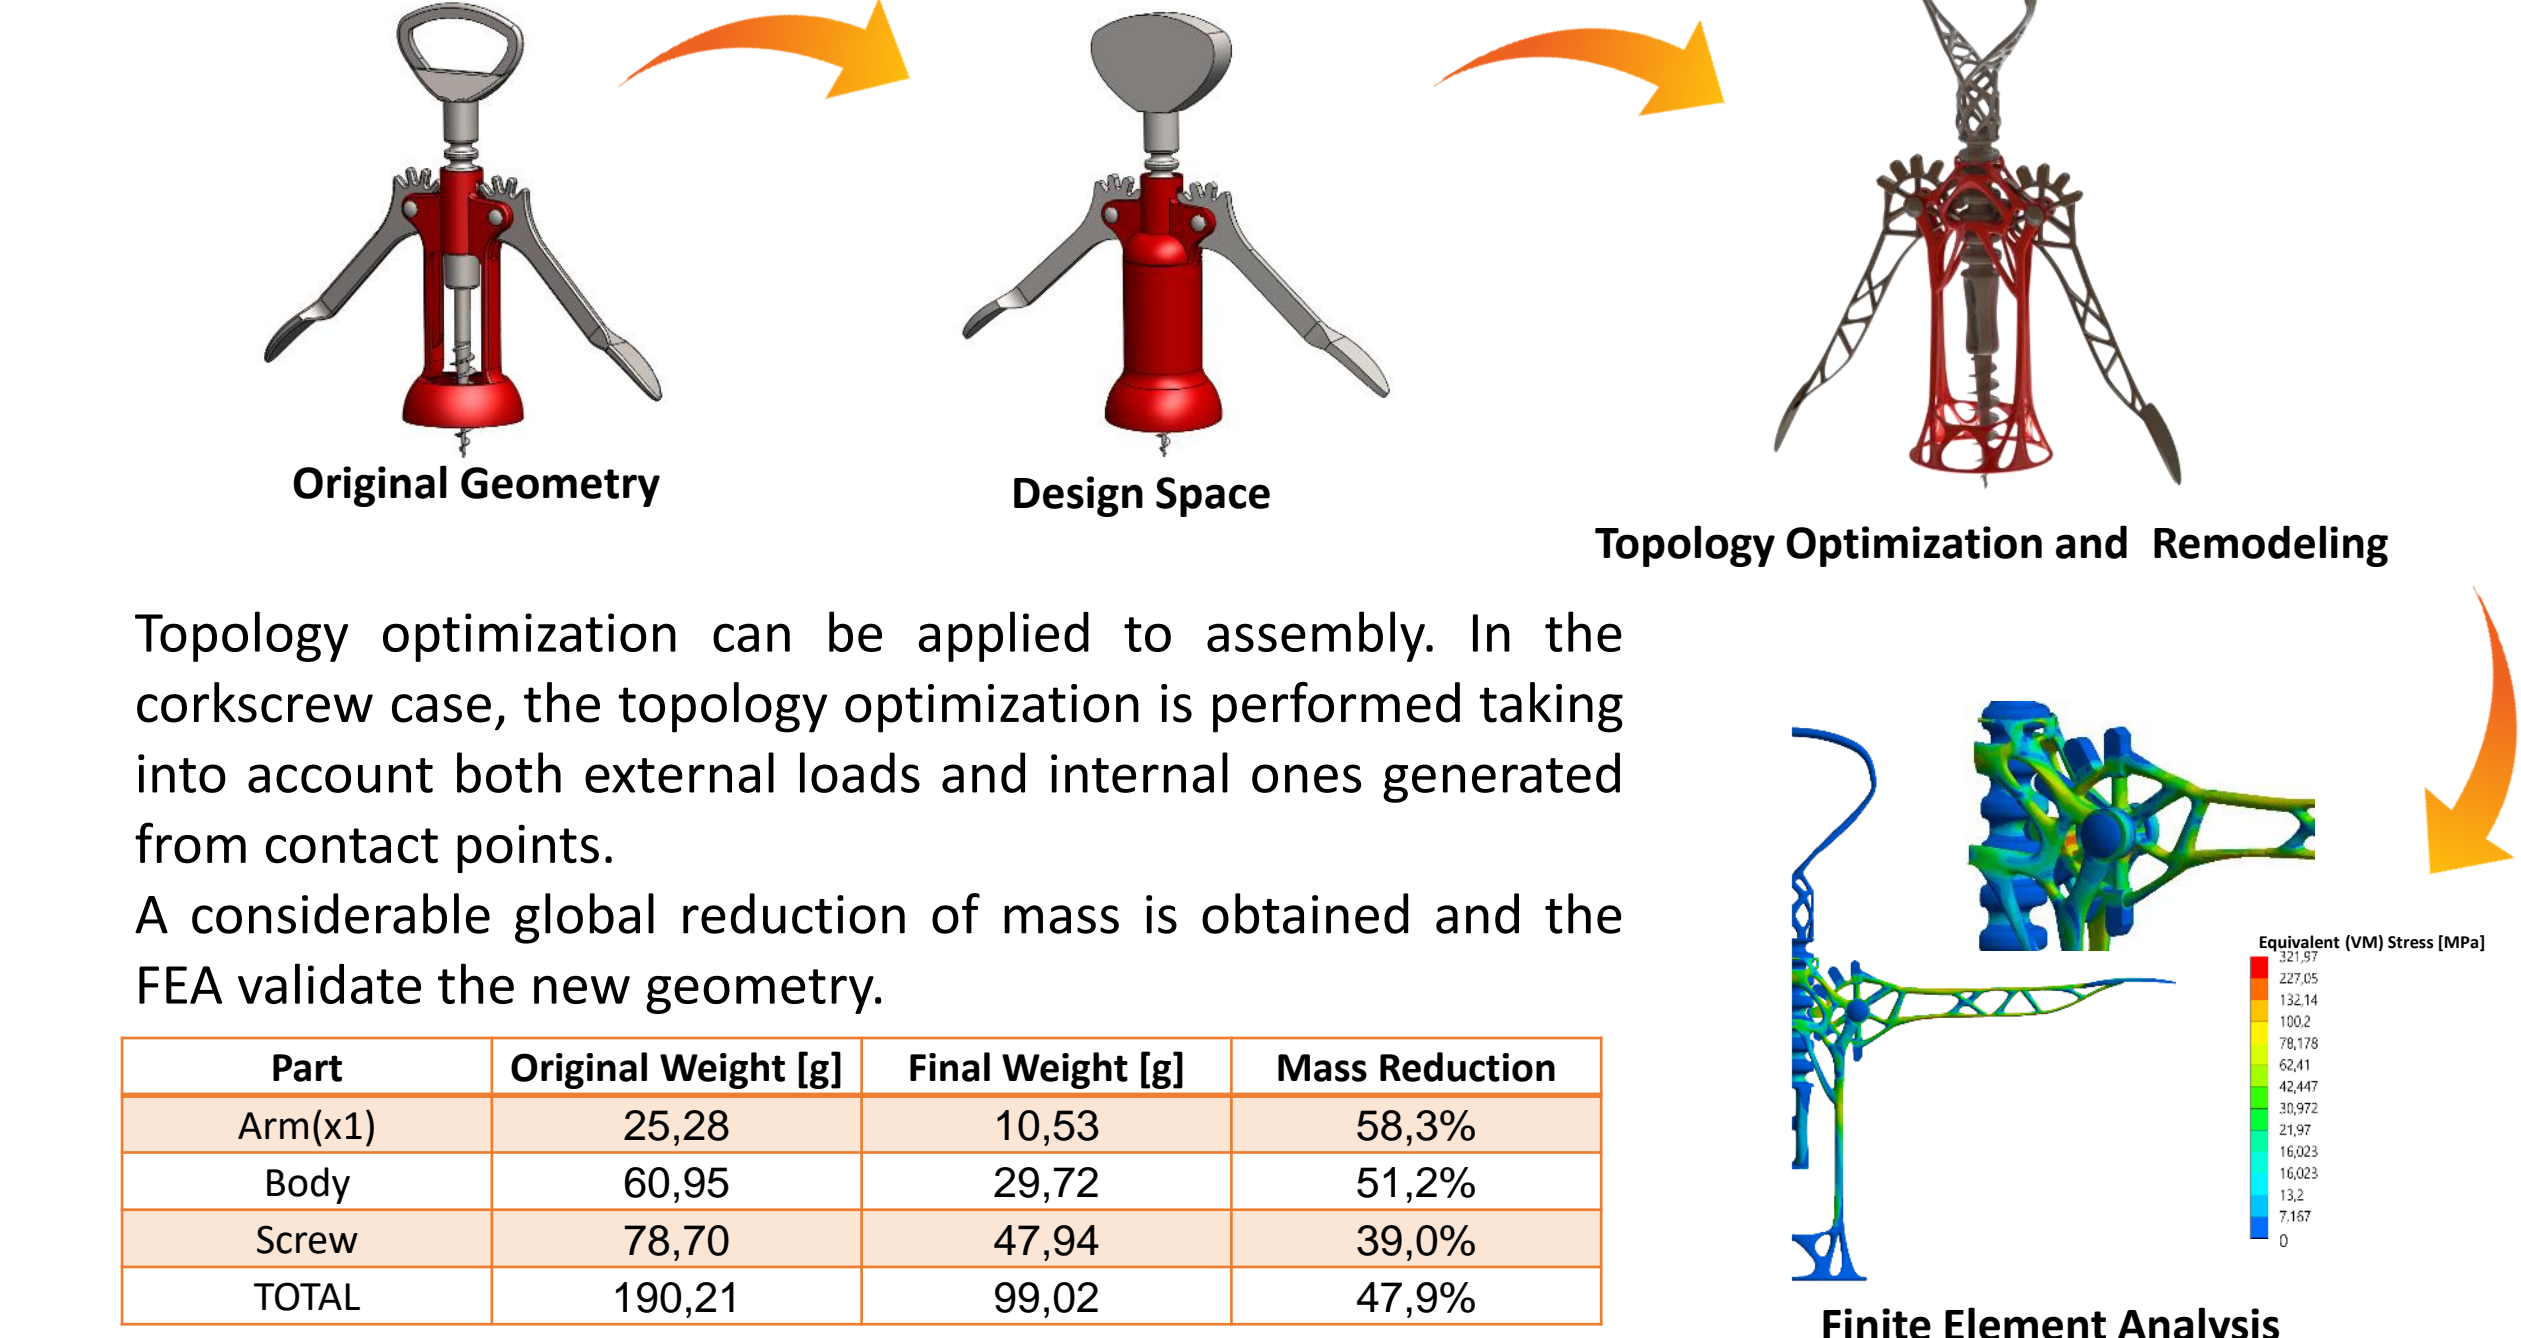 Original Geometry
Design Space
Topology Optimization and Remodeling
Topology optimization can be applied to assembly. In the
corkscrew case, the topology optimization is performed taking
into account both external loads and internal ones generated
from contact points.
A considerable global reduction of mass is obtained and the
FEA validate the new geometry.
Part Original Weight [g] Final Weight [g] Mass Reduction
Arm(x1) 25,28 10,53 58,3%
Body 60,95 29,72 51,2%
Screw 78,70 47,94 39,0%
TOTAL 190,21 99,02 47,9%
Equivalent (VM) Stress [MPa]
321,97
227,05
132,14
100,2
78,178
62,41
42,447
30,972
21,97
16,023
16,023
13,2
7,167
0
Finite Element Analysis